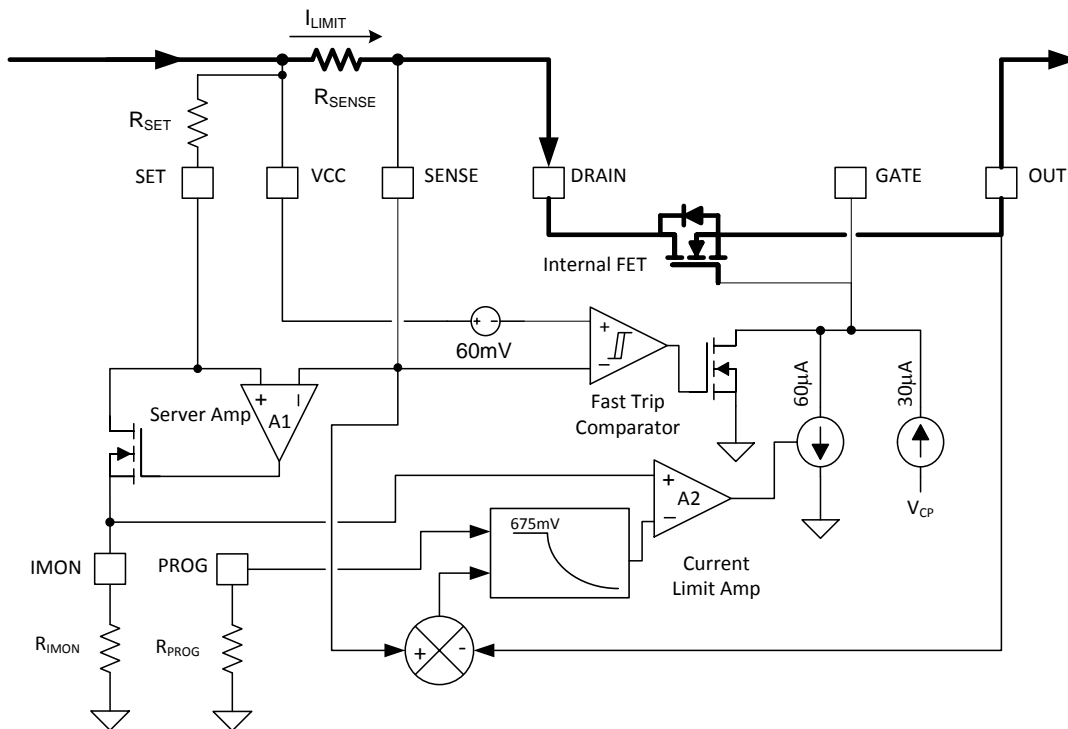 I_LIMIT
R_SENSE
R_SET
SET
VCC
SENSE
DRAIN
GATE
OUT
Internal FET
+ -
60mV
+
–
Fast Trip
Comparator
60µA
30µA
Server Amp
+ –
A1
+
A2
–
V_CP
675mV
Current
Limit Amp
IMON
PROG
R_IMON
R_PROG
+ -